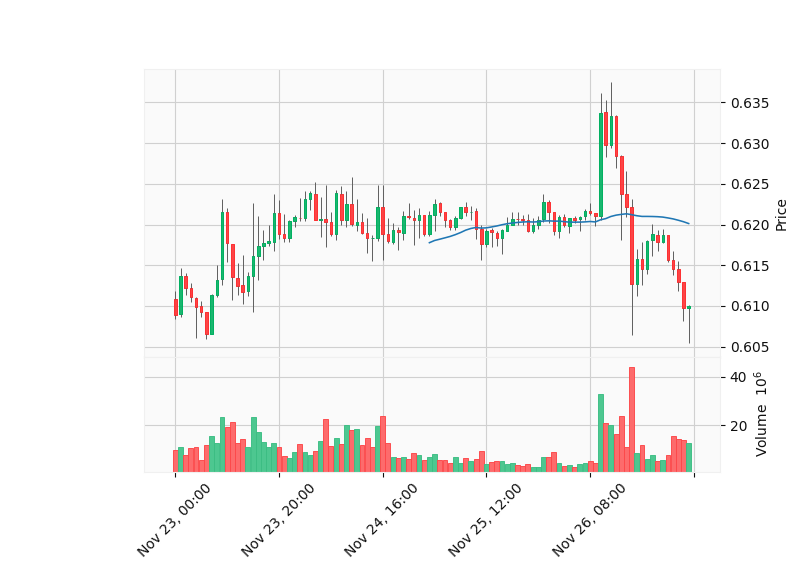 0.635
0.630
0.625
0.620
0.615
0.610
0.605
Price
40
20
Volume 10⁶
Nov 23, 00:00
Nov 23, 20:00
Nov 24, 16:00
Nov 25, 12:00
Nov 26, 08:00